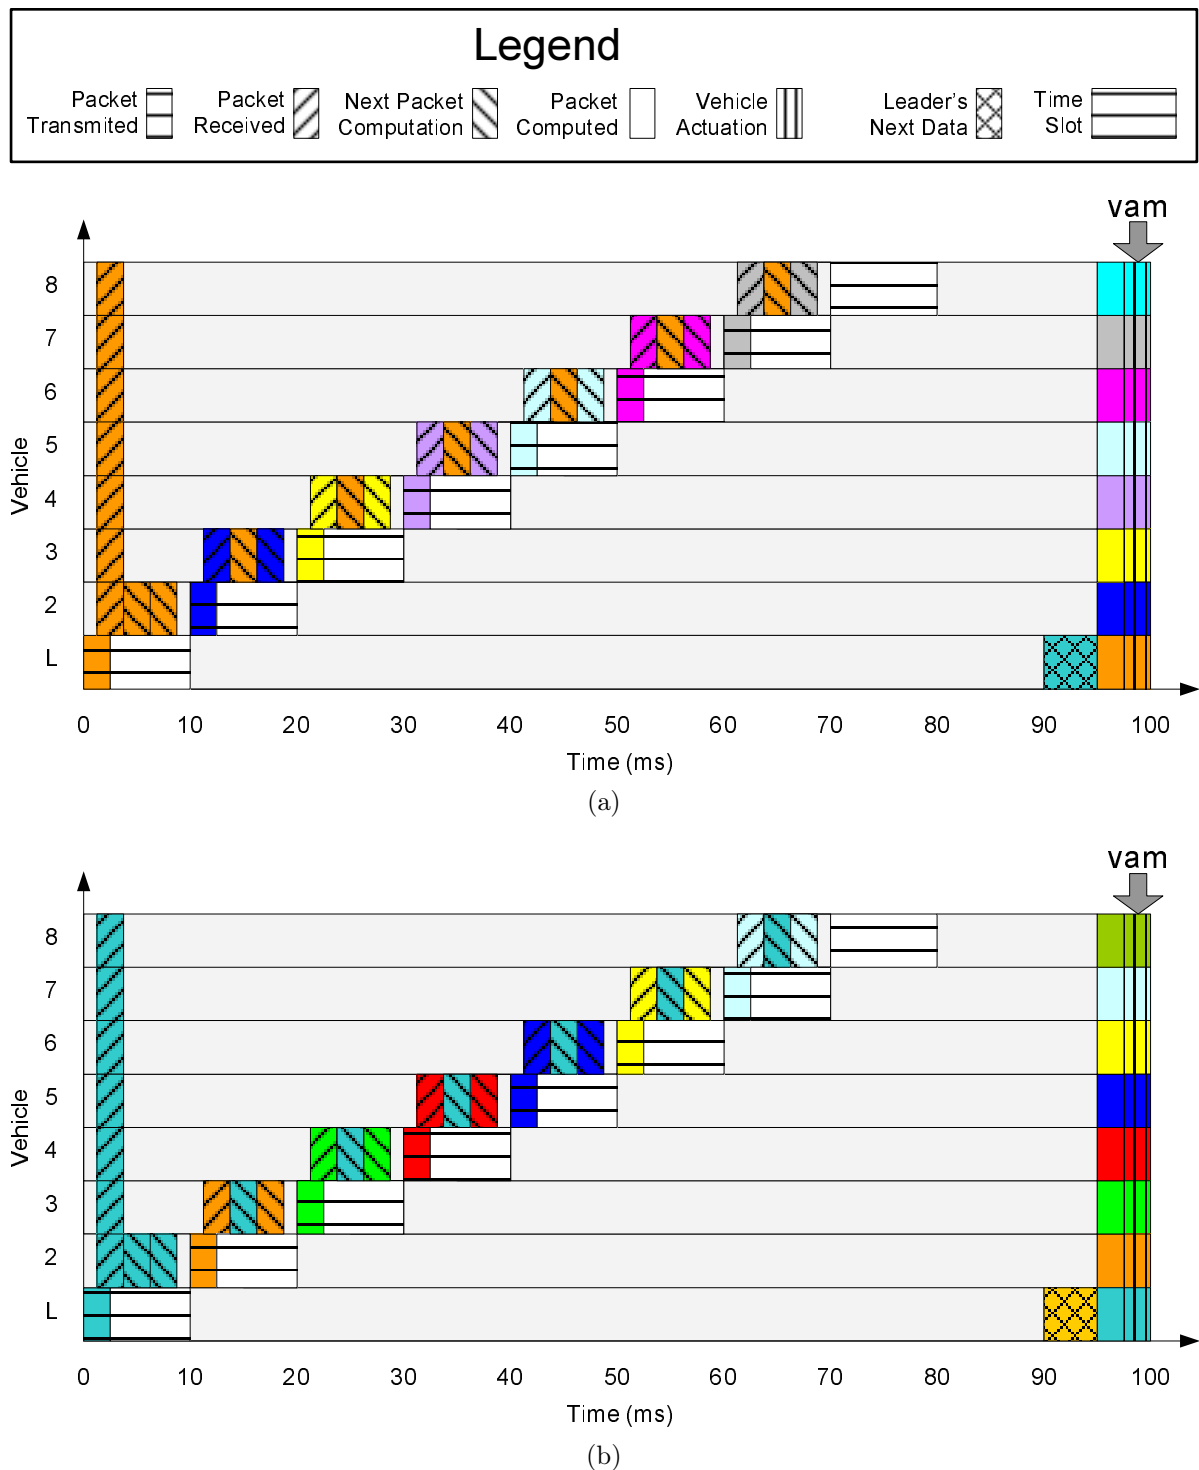 Legend
Packet Transmited
Packet Received
Next Packet Computation
Packet Computed
Vehicle Actuation
Leader's Next Data
Time Slot
vam
8
7
6
5
4
3
2
L
Vehicle
0 10 20 30 40 50 60 70 80 90 100
Time (ms)
(a)
vam
8
7
6
5
4
3
2
L
Vehicle
0 10 20 30 40 50 60 70 80 90 100
Time (ms)
(b)